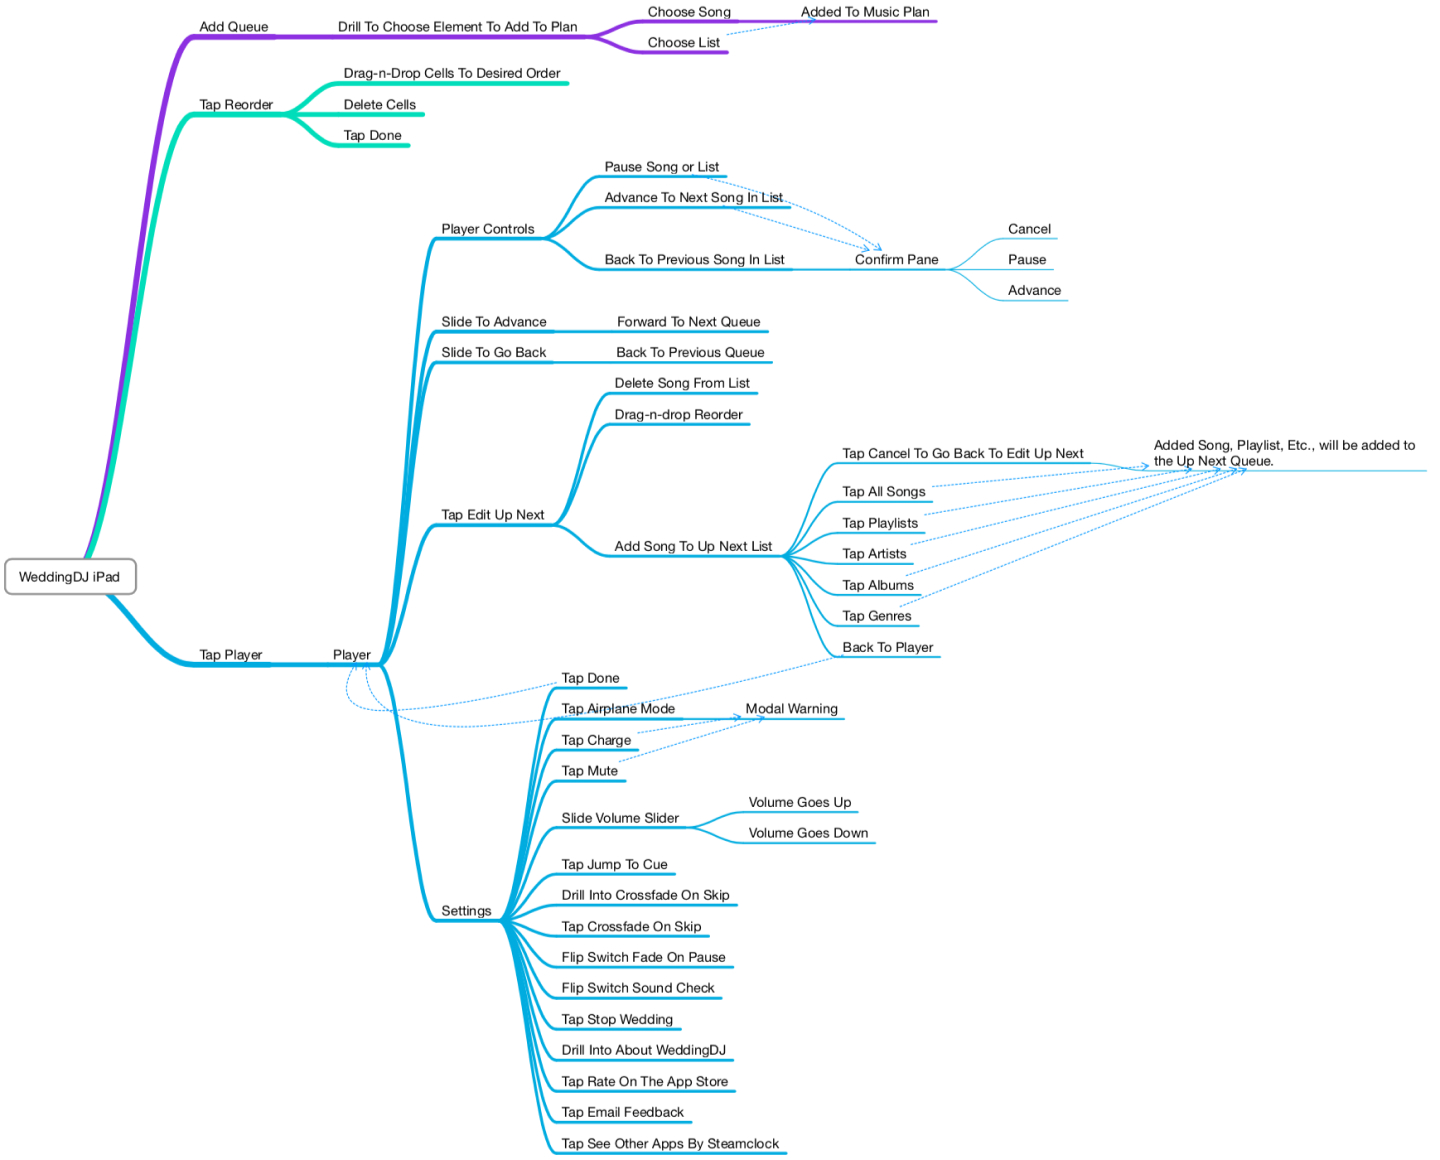 Add Queue
Drill To Choose Element To Add To Plan
Choose Song
Added To Music Plan
Choose List
Tap Reorder
Drag-n-Drop Cells To Desired Order
Delete Cells
Tap Done
WeddingDJ iPad
Tap Player
Player
Player Controls
Pause Song or List
Advance To Next Song In List
Back To Previous Song In List
Confirm Pane
Cancel
Pause
Advance
Slide To Advance
Forward To Next Queue
Slide To Go Back
Back To Previous Queue
Tap Edit Up Next
Delete Song From List
Drag-n-drop Reorder
Add Song To Up Next List
Tap Cancel To Go Back To Edit Up Next
Added Song, Playlist, Etc., will be added to
the Up Next Queue.
Tap All Songs
Tap Playlists
Tap Artists
Tap Albums
Tap Genres
Back To Player
Settings
Tap Done
Tap Airplane Mode
Modal Warning
Tap Charge
Tap Mute
Slide Volume Slider
Volume Goes Up
Volume Goes Down
Tap Jump To Cue
Drill Into Crossfade On Skip
Tap Crossfade On Skip
Flip Switch Fade On Pause
Flip Switch Sound Check
Tap Stop Wedding
Drill Into About WeddingDJ
Tap Rate On The App Store
Tap Email Feedback
Tap See Other Apps By Steamclock